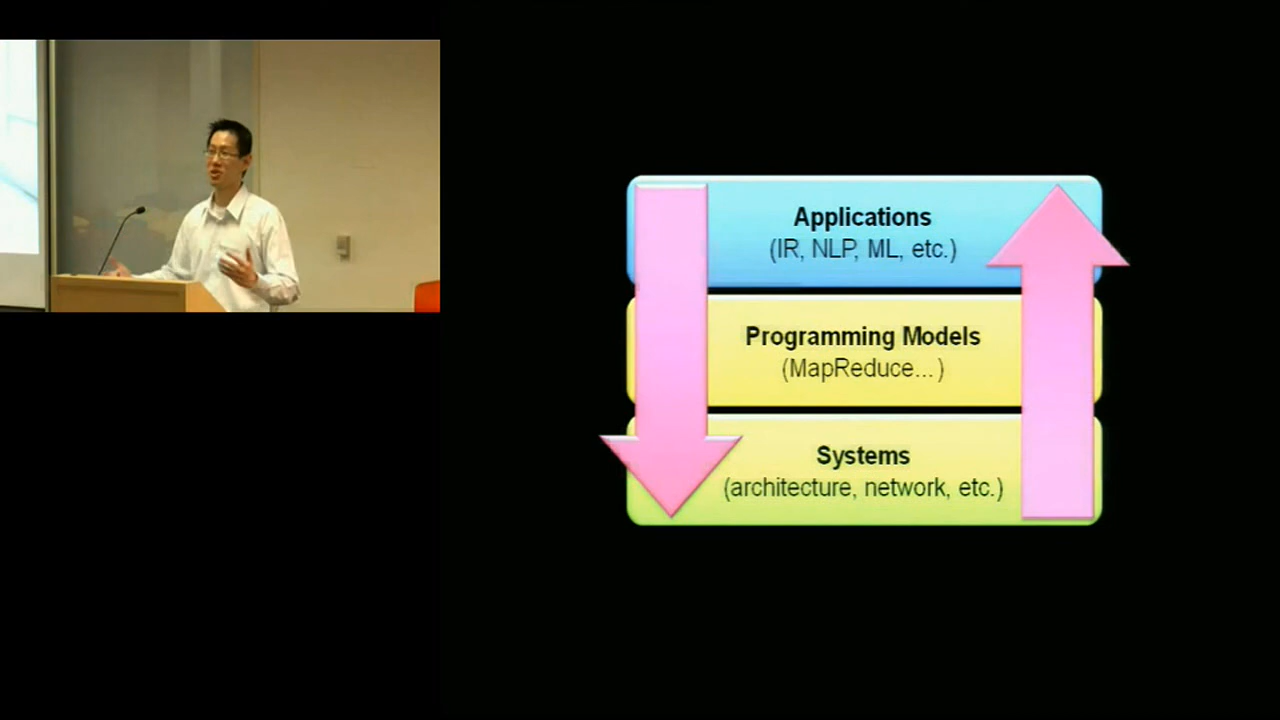 Applications
(IR, NLP, ML, etc.)
Programming Models
(MapReduce...)
Systems
(architecture, network, etc.)